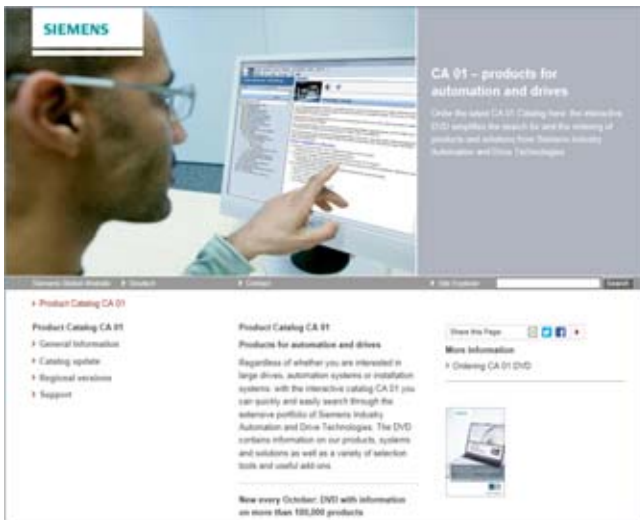 SIEMENS
CA 01 – products for
automation and drives
Order the latest CA 01 Catalog here: the interactive
DVD simplifies the search for and the ordering of
products and solutions from Siemens Industry
Automation and Drive Technologies
Siemens Global Website
Deutsch
Contact
Site Explorer
Search
Product Catalog CA 01
Product Catalog CA 01
General Information
Catalog update
Regional versions
Support
Product Catalog CA 01
Products for automation and drives
Regardless of whether you are interested in
large drives, automation systems or installation
systems: with the interactive catalog CA 01 you
can quickly and easily search through the
extensive portfolio of Siemens Industry
Automation and Drive Technologies. The DVD
contains information on our products, systems
and solutions as well as a variety of selection
tools and useful add-ons.
New every October: DVD with information
on more than 100,000 products
Share this Page
More Information
Ordering CA 01 DVD